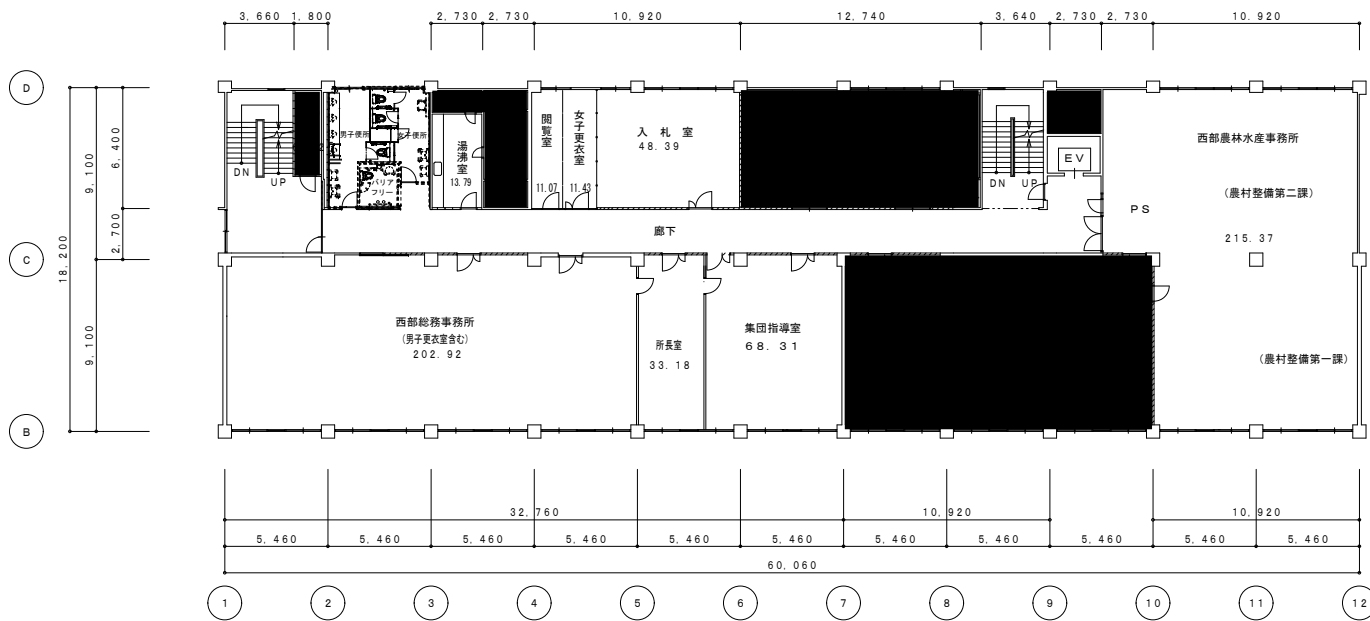 3,660 1,800 2,730 2,730 10,920 12,740 3,640 2,730 2,730 10,920
D
C
B
18,200
9,100
9,100
6,400
2,700
DN
UP
男子便所
女子便所
バリア
フリー
湯沸室
13.79
閲覧室
11.07
女子更衣室
11.43
入札室
48.39
DN
UP
EV
PS
西部農林水産事務所
(農村整備第二課)
215.37
廊下
西部総務事務所
(男子更衣室含む)
202.92
所長室
33.18
集団指導室
68.31
(農村整備第一課)
32,760 10,920 10,920
5,460 5,460 5,460 5,460 5,460 5,460 5,460 5,460 5,460 5,460 5,460
60,060
1 2 3 4 5 6 7 8 9 10 11 12